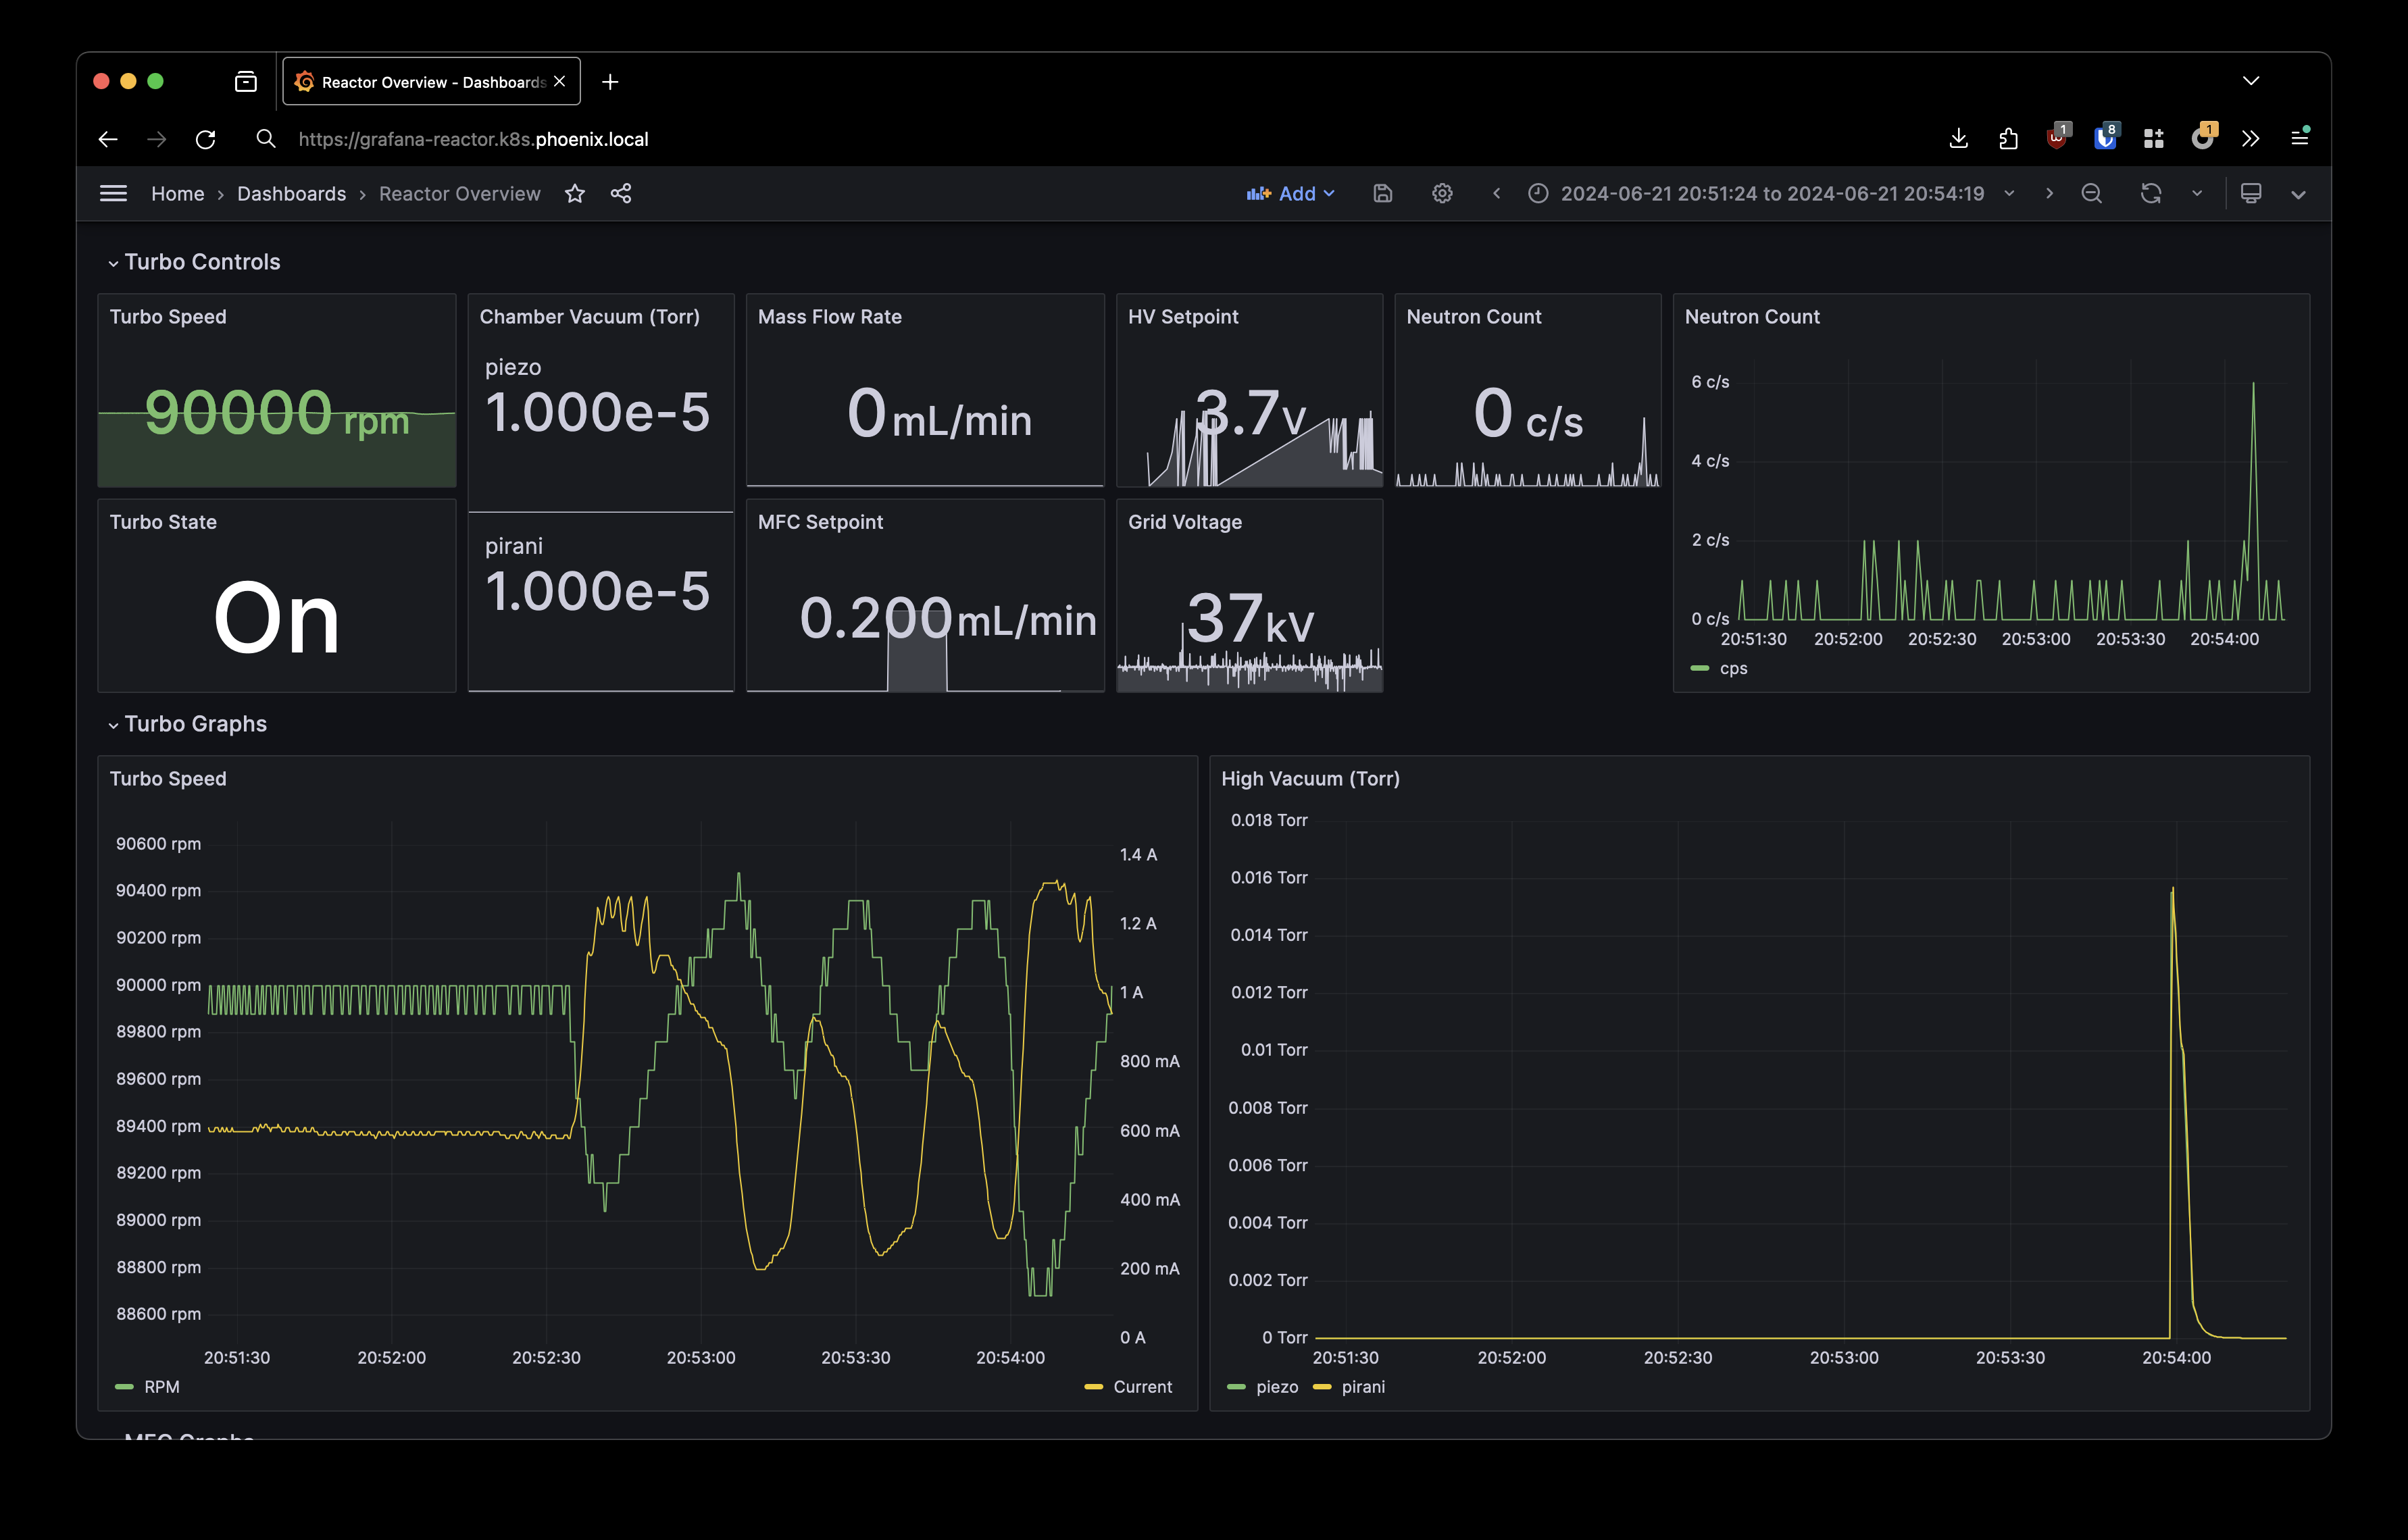 Reactor Overview - Dashboards
https://grafana-reactor.k8s.phoenix.local
1
8
1
Home › Dashboards › Reactor Overview
Add
2024-06-21 20:51:24 to 2024-06-21 20:54:19
Turbo Controls
Turbo Speed
90000 rpm
Chamber Vacuum (Torr)
piezo
1.000e-5
pirani
1.000e-5
Mass Flow Rate
0 mL/min
HV Setpoint
3.7 V
Neutron Count
0 c/s
Turbo State
On
MFC Setpoint
0.200 mL/min
Grid Voltage
37 kV
Neutron Count
6 c/s
4 c/s
2 c/s
0 c/s
20:51:30 20:52:00 20:52:30 20:53:00 20:53:30 20:54:00
cps
Turbo Graphs
Turbo Speed
90600 rpm
90400 rpm
90200 rpm
90000 rpm
89800 rpm
89600 rpm
89400 rpm
89200 rpm
89000 rpm
88800 rpm
88600 rpm
1.4 A
1.2 A
1 A
800 mA
600 mA
400 mA
200 mA
0 A
20:51:30 20:52:00 20:52:30 20:53:00 20:53:30 20:54:00
RPM
Current
High Vacuum (Torr)
0.018 Torr
0.016 Torr
0.014 Torr
0.012 Torr
0.01 Torr
0.008 Torr
0.006 Torr
0.004 Torr
0.002 Torr
0 Torr
20:51:30 20:52:00 20:52:30 20:53:00 20:53:30 20:54:00
piezo pirani
MFC Graphs